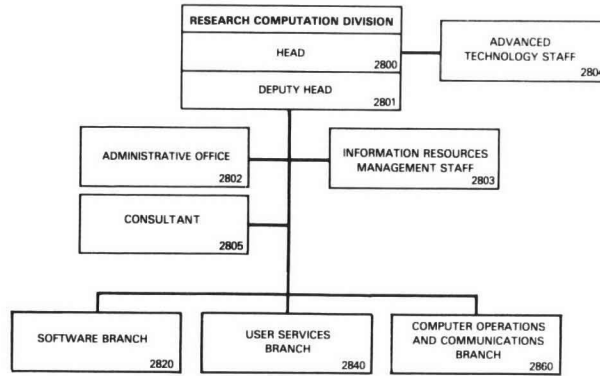 RESEARCH COMPUTATION DIVISION
HEAD
2800
DEPUTY HEAD
2801
ADVANCED
TECHNOLOGY STAFF
2804
ADMINISTRATIVE OFFICE
2802
INFORMATION RESOURCES
MANAGEMENT STAFF
2803
CONSULTANT
2805
SOFTWARE BRANCH
2820
USER SERVICES
BRANCH
2840
COMPUTER OPERATIONS
AND COMMUNICATIONS
BRANCH
2860